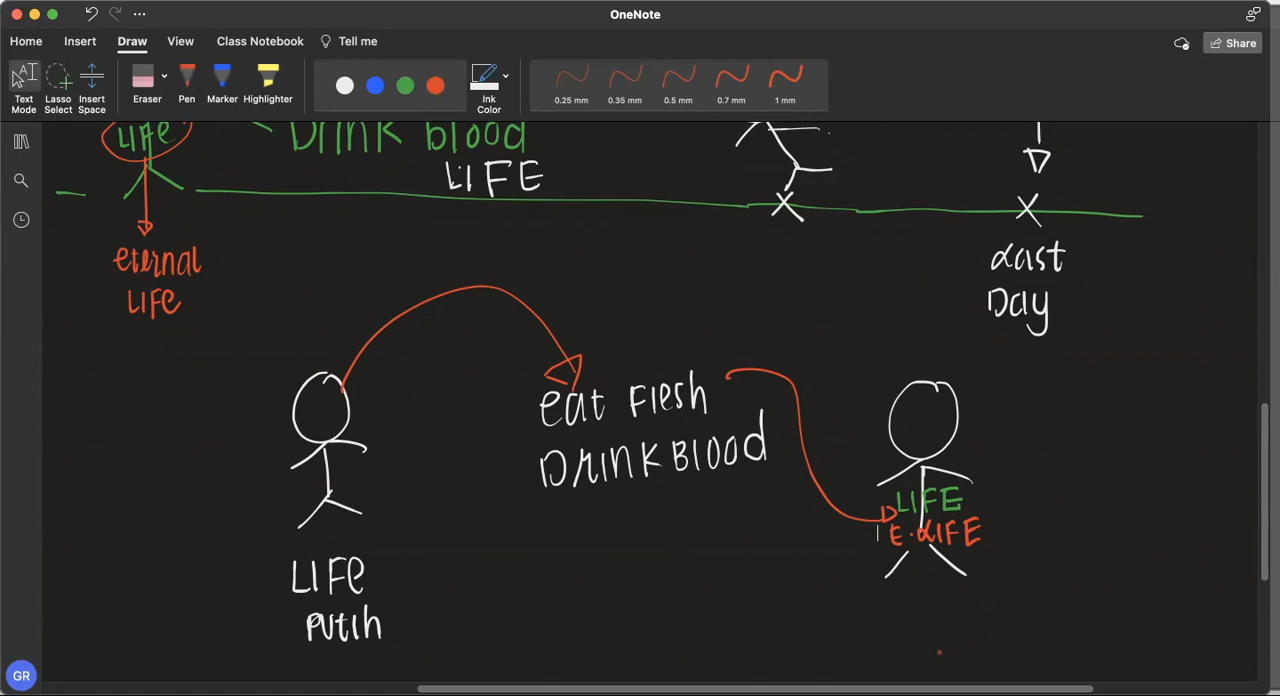 OneNote
Home Insert Draw View Class Notebook Tell me
Share
Text Mode
Lasso Select
Insert Space
Eraser
Pen
Marker
Highlighter
Ink Color
0.25 mm
0.35 mm
0.5 mm
0.7 mm
1 mm
LIFe
DrInk blood
LIFE
eternal
LIFe
Last
Day
eat Flesh
DRINK BLOOD
LIFE
E. LIFE
LIFe
PUTIh
GR